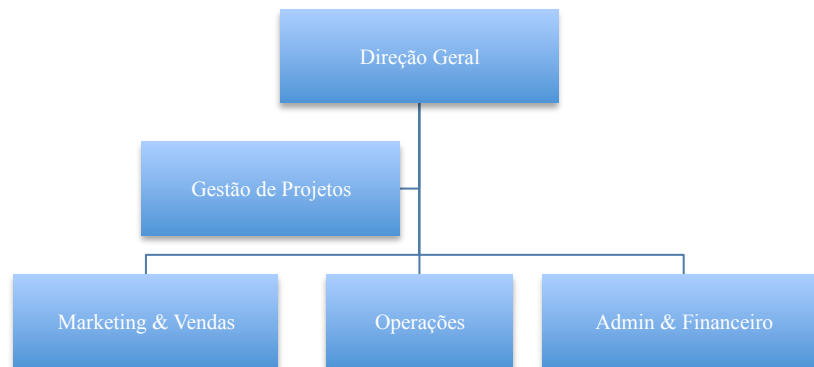 Direção Geral
Gestão de Projetos
Marketing & Vendas
Operações
Admin & Financeiro